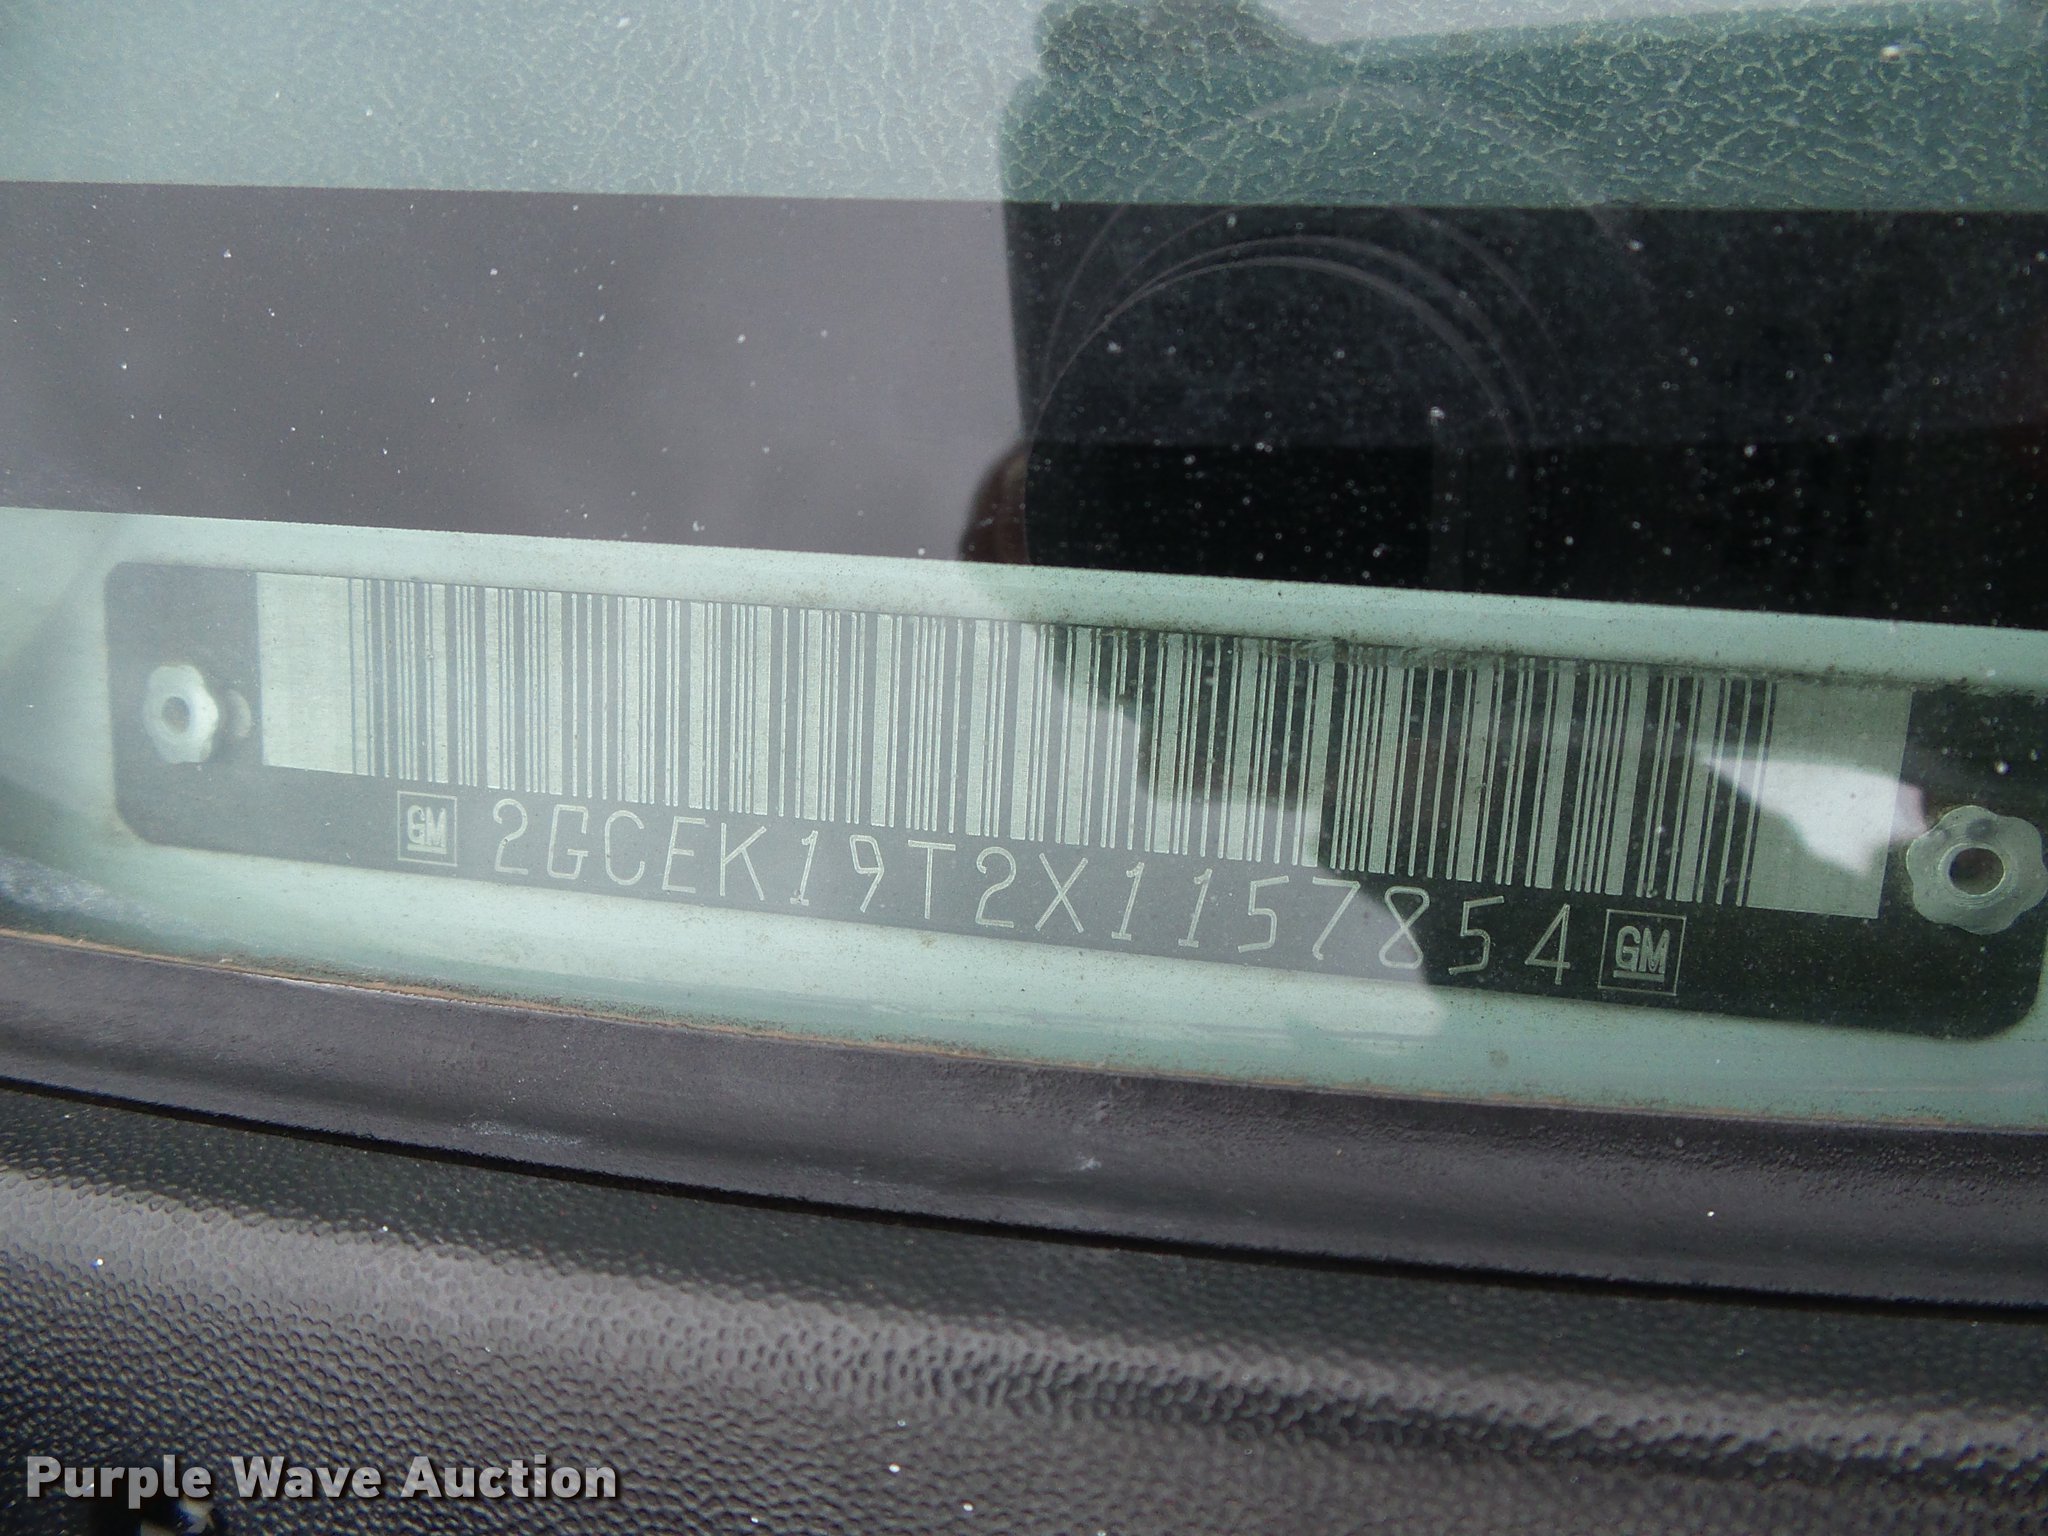 GM 2GCEK19T2X1157854 GM
Purple Wave Auction